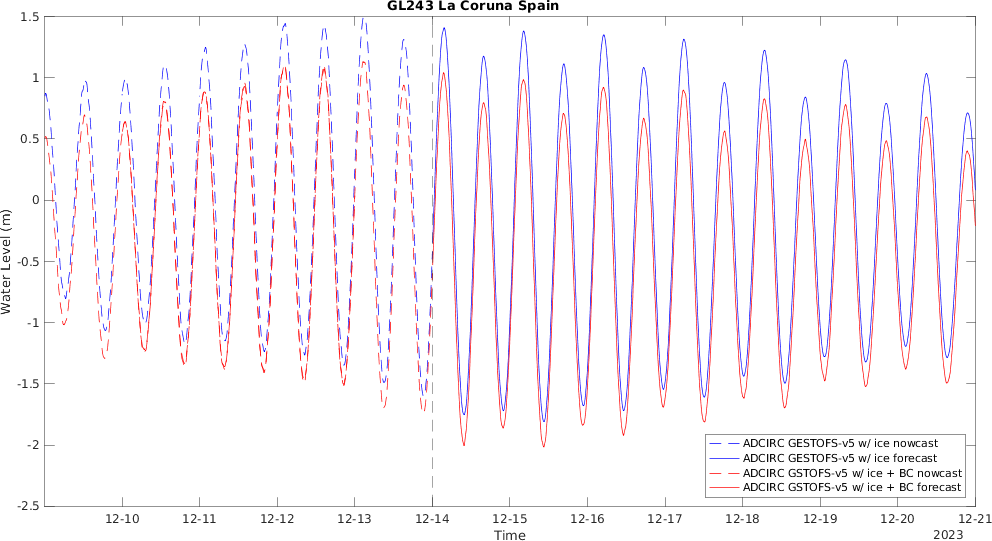 GL243 La Coruna Spain
Water Level (m)
1.5
1
0.5
0
-0.5
-1
-1.5
-2
-2.5
ADCIRC GESTOFS-v5 w/ ice nowcast
ADCIRC GESTOFS-v5 w/ ice forecast
ADCIRC GSTOFS-v5 w/ ice + BC nowcast
ADCIRC GSTOFS-v5 w/ ice + BC forecast
12-10 12-11 12-12 12-13 12-14 12-15 12-16 12-17 12-18 12-19 12-20 12-21
Time
2023